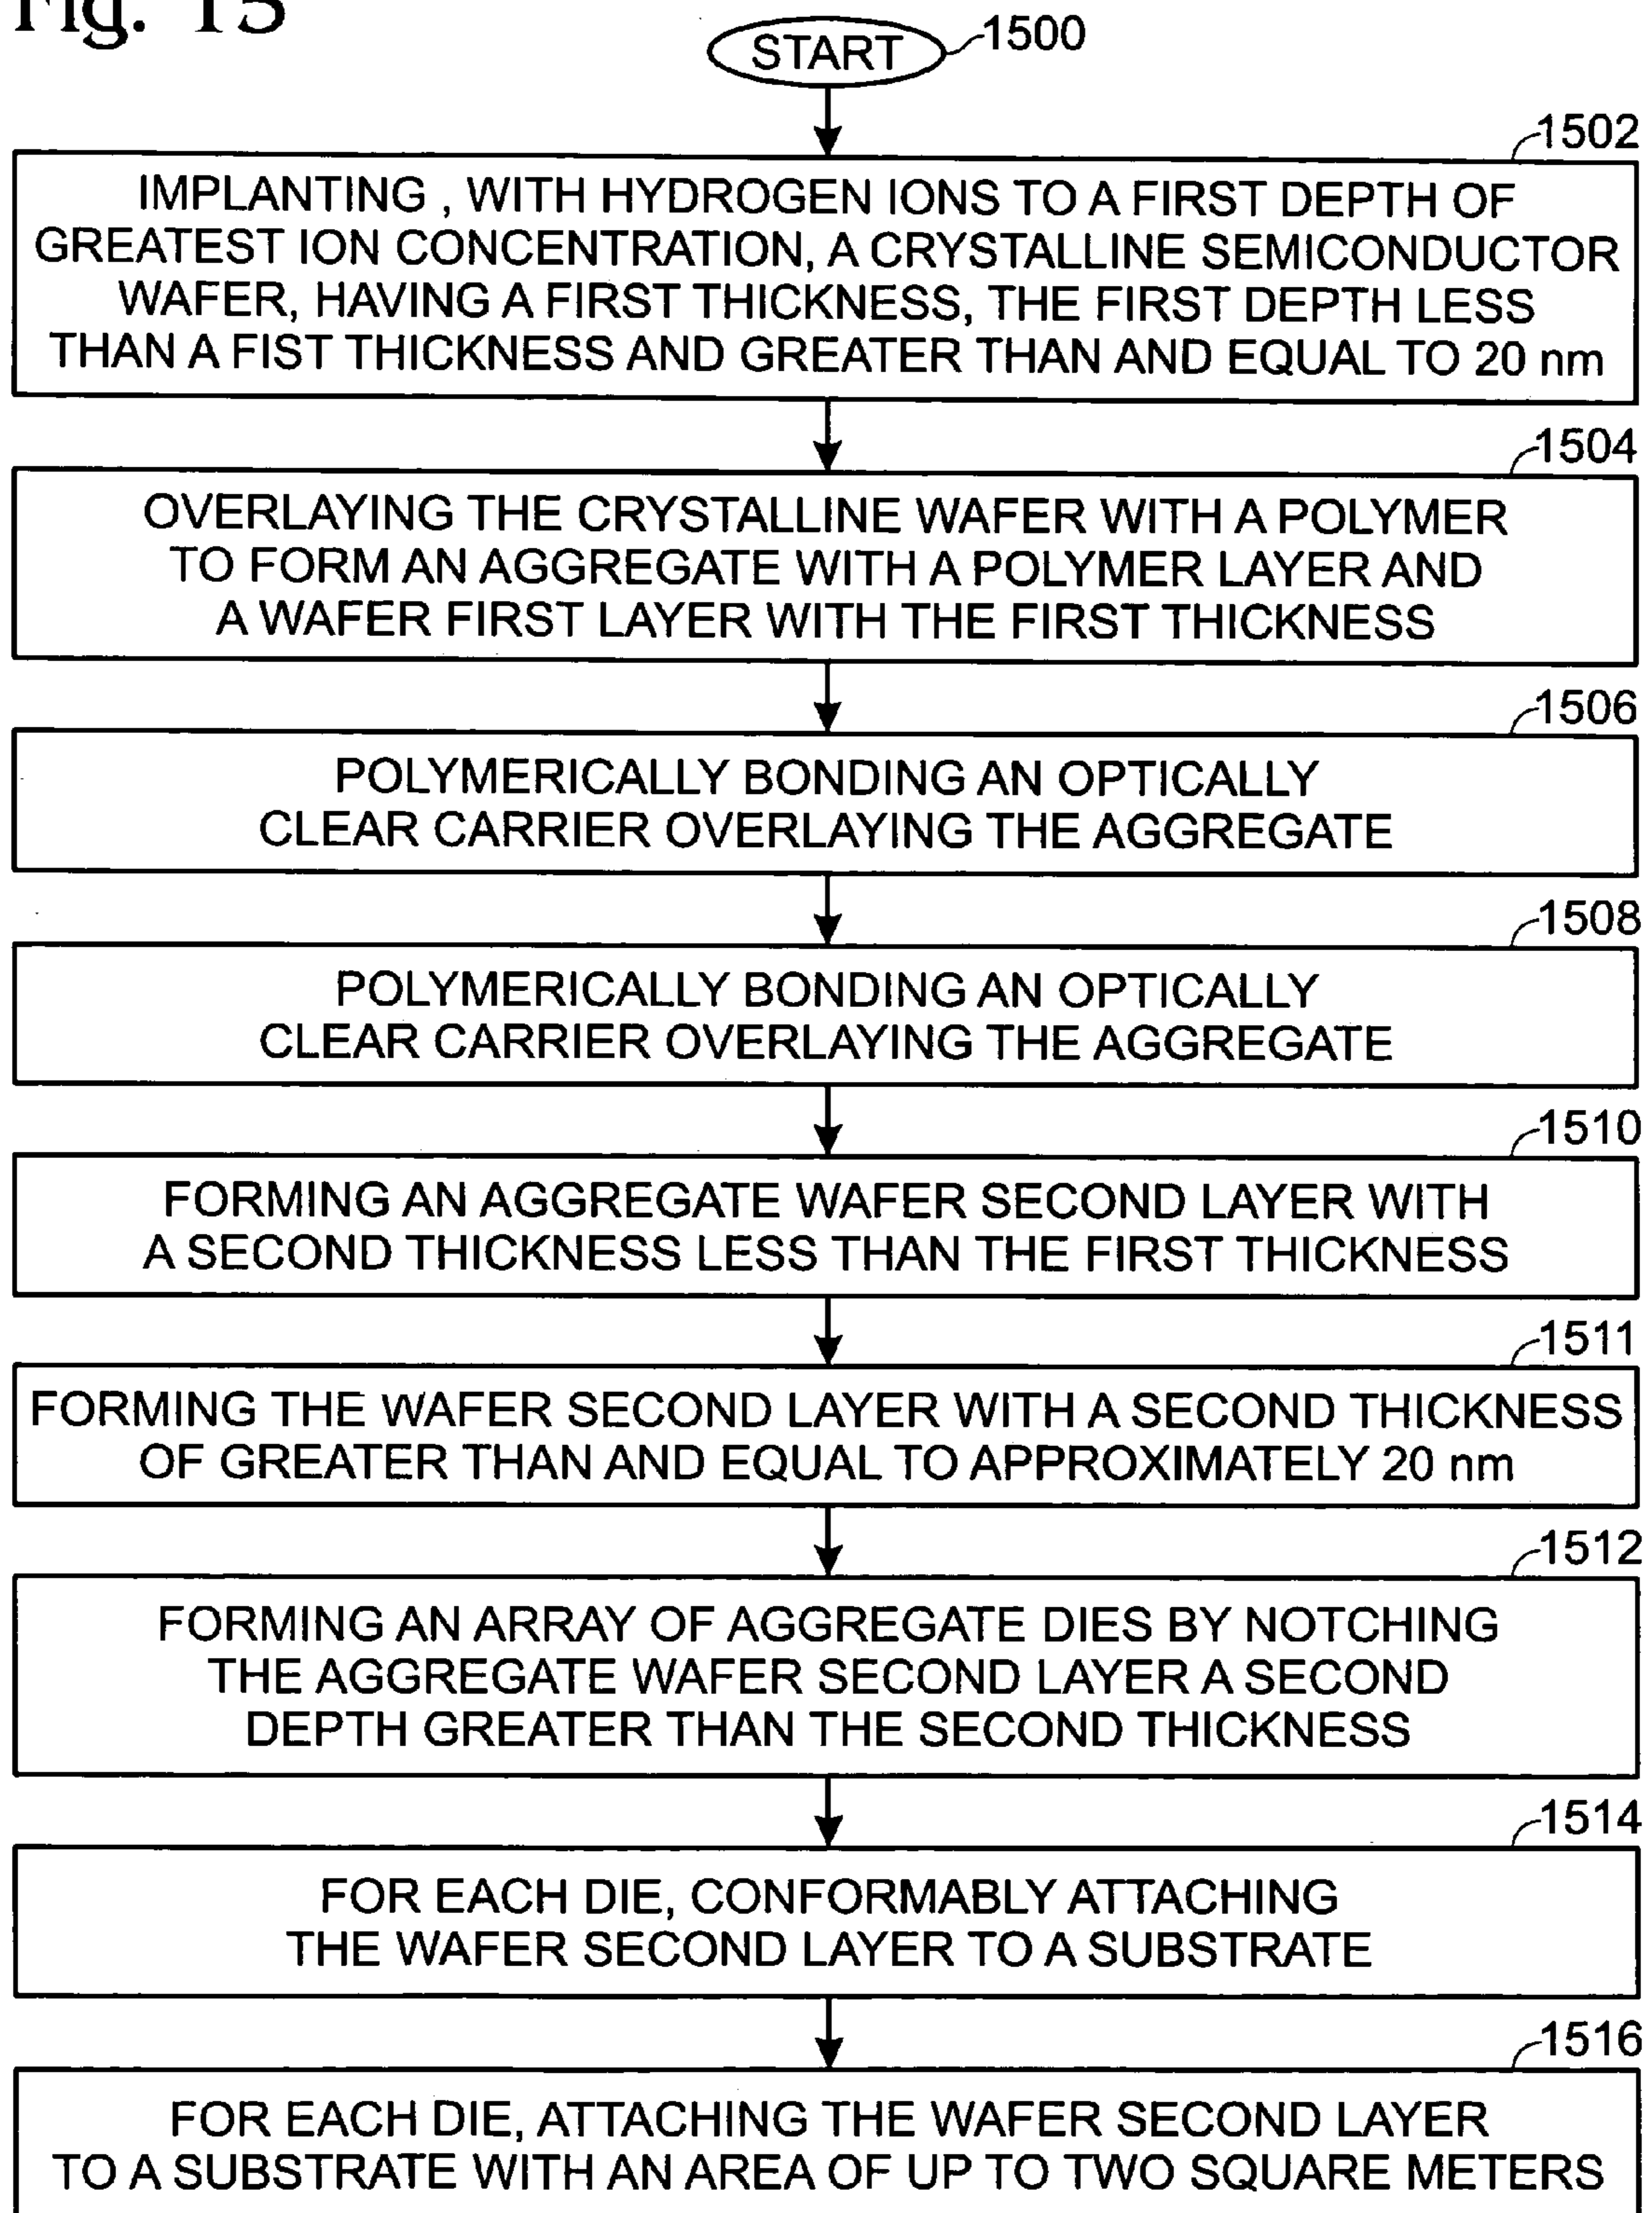 Fig. 15
START 1500
1502
IMPLANTING , WITH HYDROGEN IONS TO A FIRST DEPTH OF
GREATEST ION CONCENTRATION, A CRYSTALLINE SEMICONDUCTOR
WAFER, HAVING A FIRST THICKNESS, THE FIRST DEPTH LESS
THAN A FIST THICKNESS AND GREATER THAN AND EQUAL TO 20 nm
1504
OVERLAYING THE CRYSTALLINE WAFER WITH A POLYMER
TO FORM AN AGGREGATE WITH A POLYMER LAYER AND
A WAFER FIRST LAYER WITH THE FIRST THICKNESS
1506
POLYMERICALLY BONDING AN OPTICALLY
CLEAR CARRIER OVERLAYING THE AGGREGATE
1508
POLYMERICALLY BONDING AN OPTICALLY
CLEAR CARRIER OVERLAYING THE AGGREGATE
1510
FORMING AN AGGREGATE WAFER SECOND LAYER WITH
A SECOND THICKNESS LESS THAN THE FIRST THICKNESS
1511
FORMING THE WAFER SECOND LAYER WITH A SECOND THICKNESS
OF GREATER THAN AND EQUAL TO APPROXIMATELY 20 nm
1512
FORMING AN ARRAY OF AGGREGATE DIES BY NOTCHING
THE AGGREGATE WAFER SECOND LAYER A SECOND
DEPTH GREATER THAN THE SECOND THICKNESS
1514
FOR EACH DIE, CONFORMABLY ATTACHING
THE WAFER SECOND LAYER TO A SUBSTRATE
1516
FOR EACH DIE, ATTACHING THE WAFER SECOND LAYER
TO A SUBSTRATE WITH AN AREA OF UP TO TWO SQUARE METERS